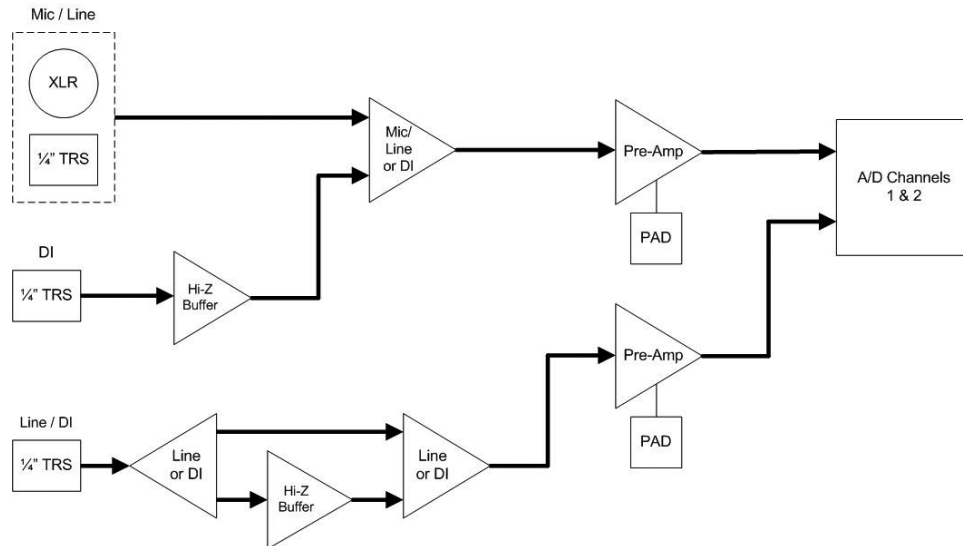 Mic / Line
XLR
¼” TRS
Mic/
Line
or DI
Pre-Amp
PAD
A/D Channels
1 & 2
DI
¼” TRS
Hi-Z
Buffer
Pre-Amp
PAD
Line / DI
¼” TRS
Line
or DI
Hi-Z
Buffer
Line
or DI